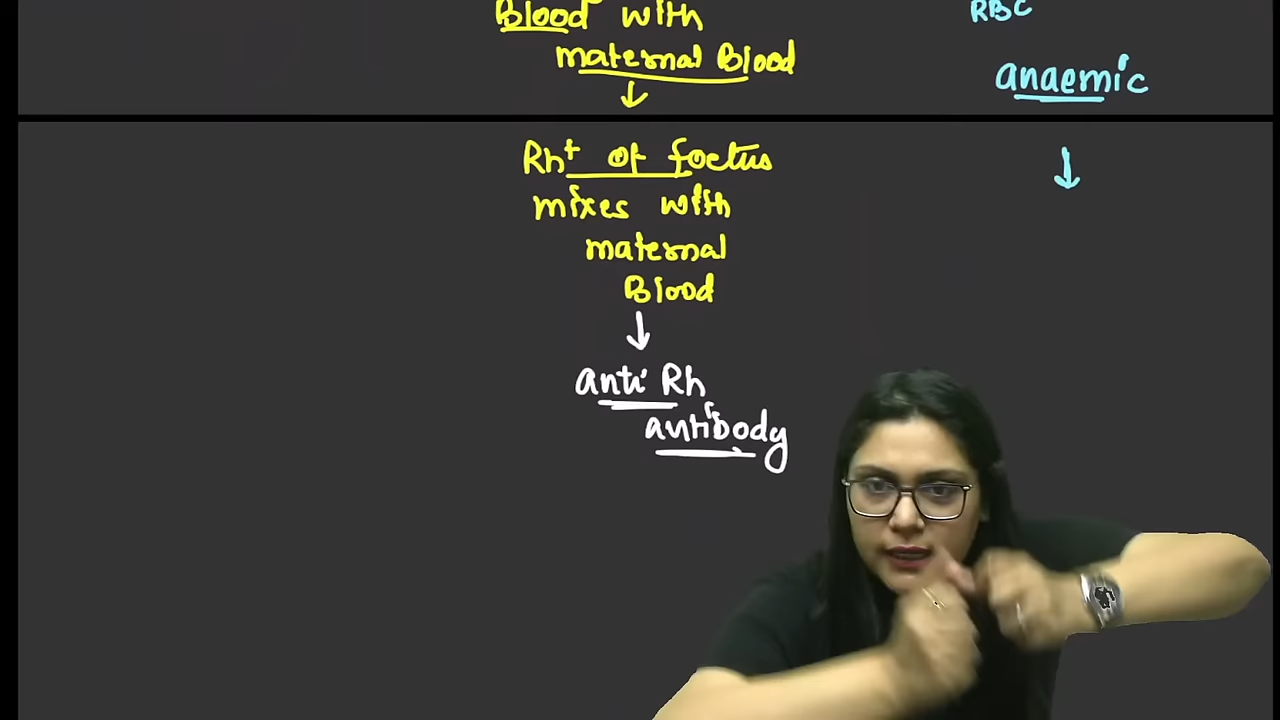 Blood with
maternal Blood
↓
Rh+ of foetus
mixes with
maternal
Blood
↓
anti Rh
antibody
RBC
anaemic
↓